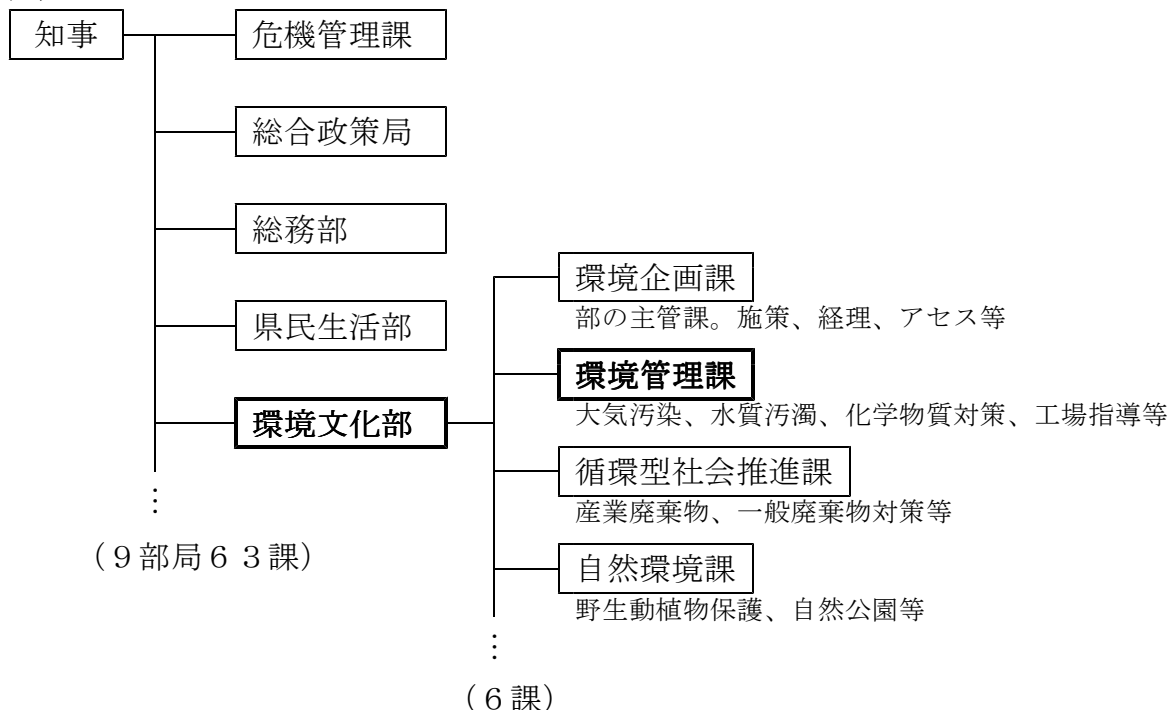 知事
危機管理課
総合政策局
総務部
県民生活部
環境文化部
⋮
（９部局６３課）
環境企画課
部の主管課。施策、経理、アセス等
環境管理課
大気汚染、水質汚濁、化学物質対策、工場指導等
循環型社会推進課
産業廃棄物、一般廃棄物対策等
自然環境課
野生動植物保護、自然公園等
⋮
（６課）